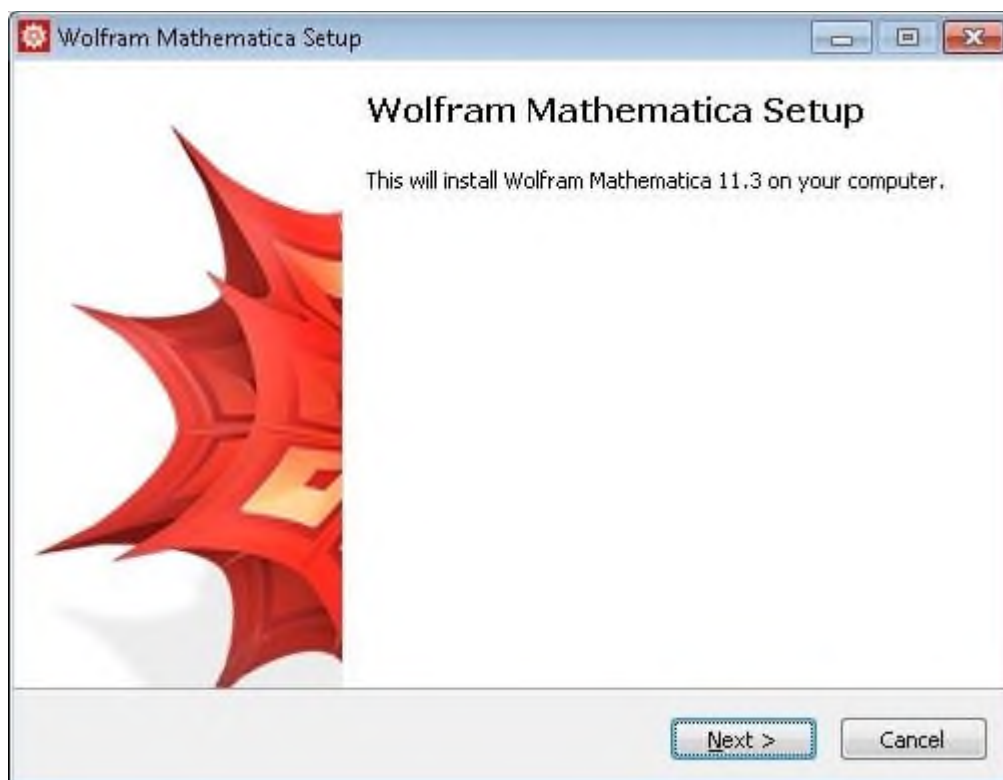 Wolfram Mathematica Setup
Wolfram Mathematica Setup
This will install Wolfram Mathematica 11.3 on your computer.
Next >
Cancel